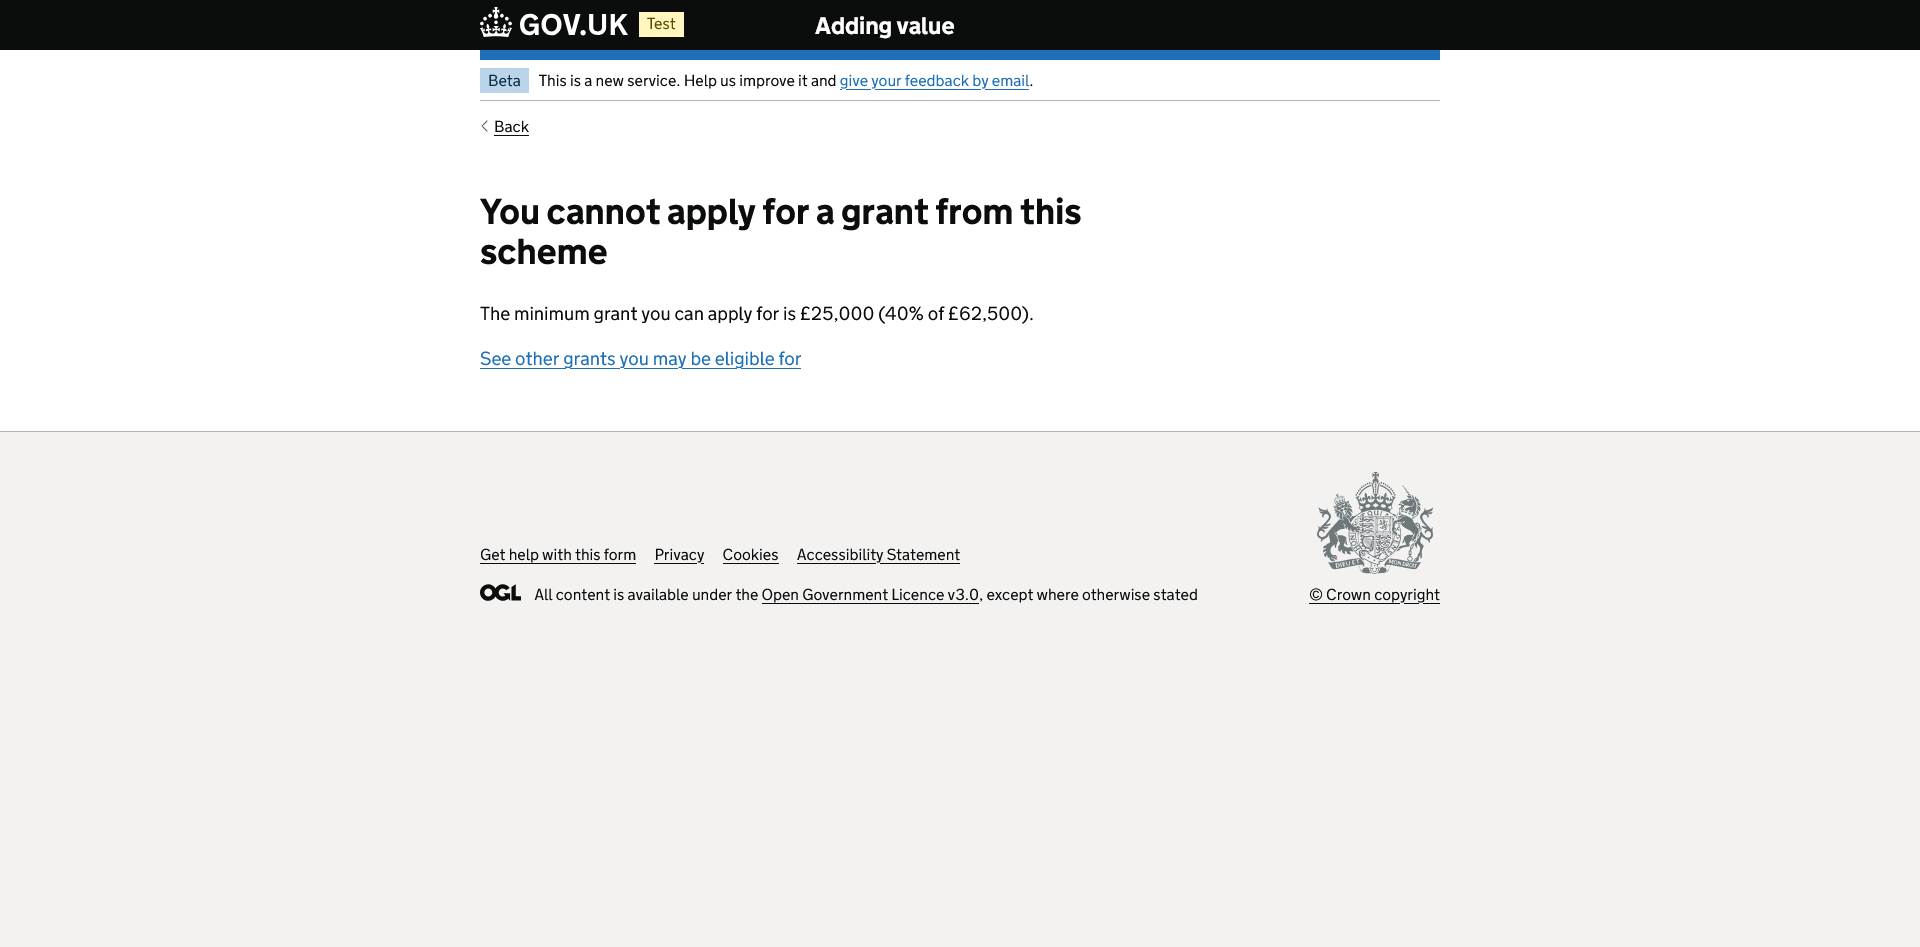 GOV.UK Test Adding value
Beta This is a new service. Help us improve it and give your feedback by email.
Back
You cannot apply for a grant from this
scheme
The minimum grant you can apply for is £25,000 (40% of £62,500).
See other grants you may be eligible for
Get help with this form Privacy Cookies Accessibility Statement
OGL All content is available under the Open Government Licence v3.0, except where otherwise stated
DIEU ET MON DROIT
© Crown copyright